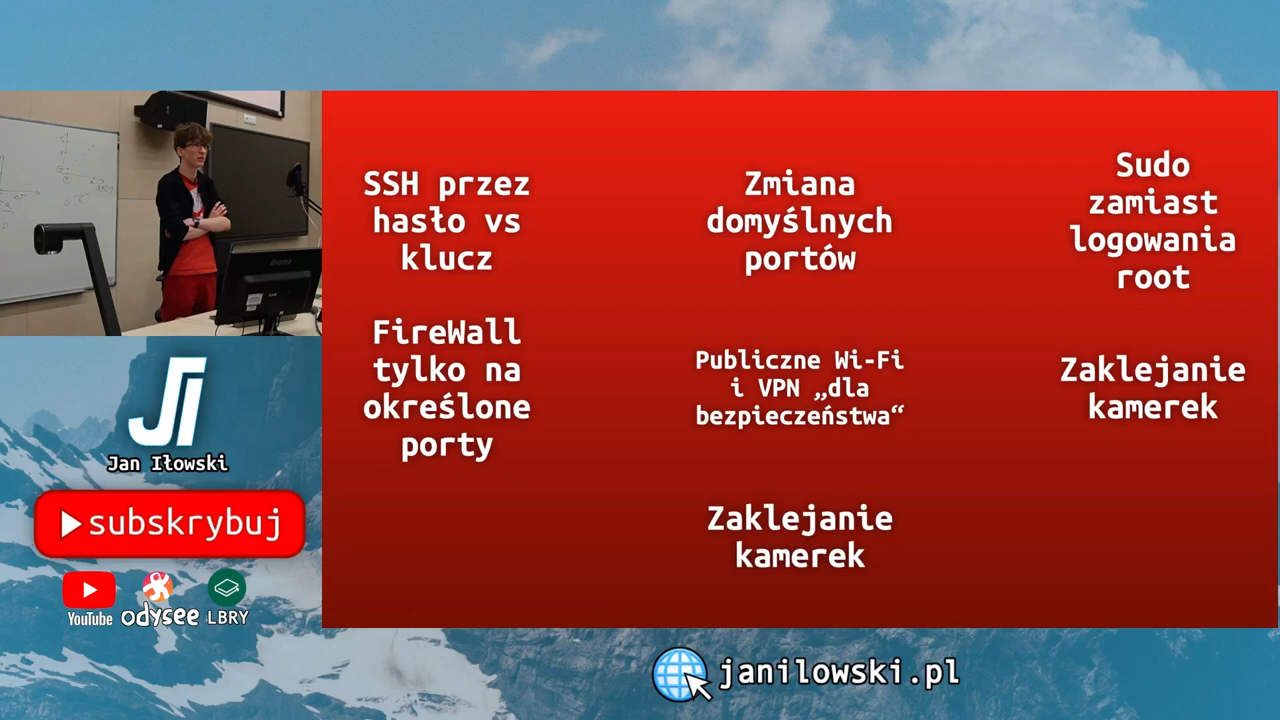 SSH przez
hasło vs
klucz
Zmiana
domyślnych
portów
Sudo
zamiast
logowania
root
FireWall
tylko na
określone
porty
Publiczne Wi-Fi
i VPN „dla
bezpieczeństwa“
Zaklejanie
kamerek
Zaklejanie
kamerek
JI
Jan Iłowski
subskrybuj
YouTube
odysee
LBRY
janilowski.pl